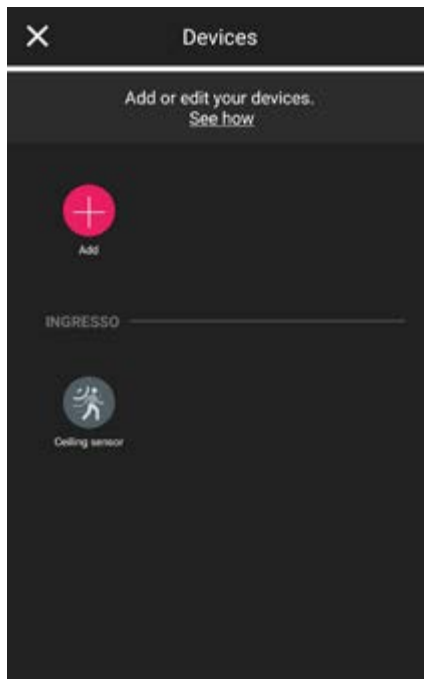 Devices
Add or edit your devices.
See how
Add
INGRESSO
Ceiling sensor